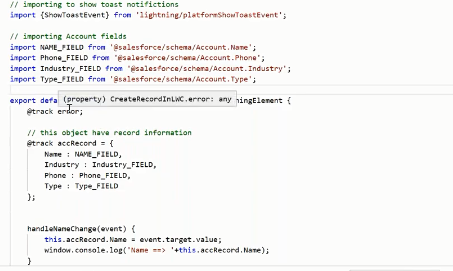 // importing to show toast notifictions
import {ShowToastEvent} from 'lightning/platformShowToastEvent';
// importing Account fields
import NAME_FIELD from '@salesforce/schema/Account.Name';
import Phone_FIELD from '@salesforce/schema/Account.Phone';
import Industry_FIELD from '@salesforce/schema/Account.Industry';
import Type_FIELD from '@salesforce/schema/Account.Type';
(property) CreateRecordInLWC.error: any
export defa ningElement {
@track error;
// this object have record information
@track accRecord = {
Name : NAME_FIELD,
Industry : Industry_FIELD,
Phone : Phone_FIELD,
Type : Type_FIELD
};
handleNameChange(event) {
this.accRecord.Name = event.target.value;
window.console.log('Name ==> '+this.accRecord.Name);
}